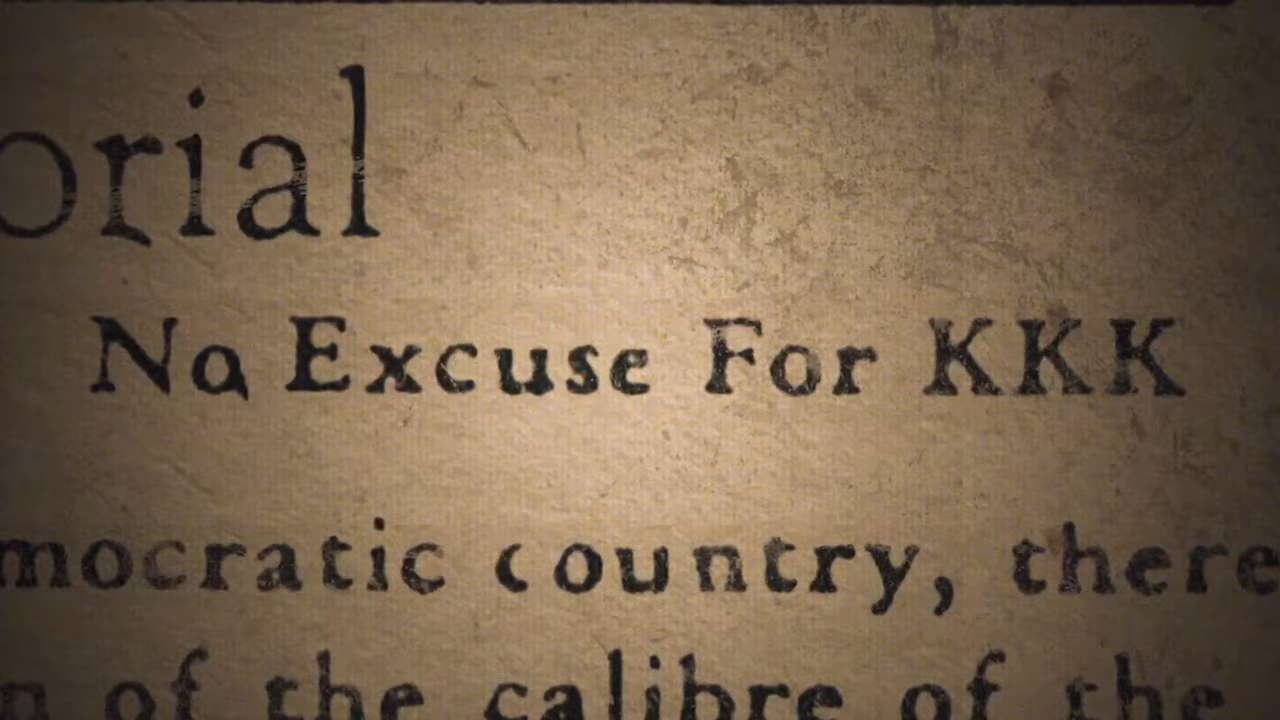 orial
No Excuse For KKK
mocratic country, there
n of the calibre of the